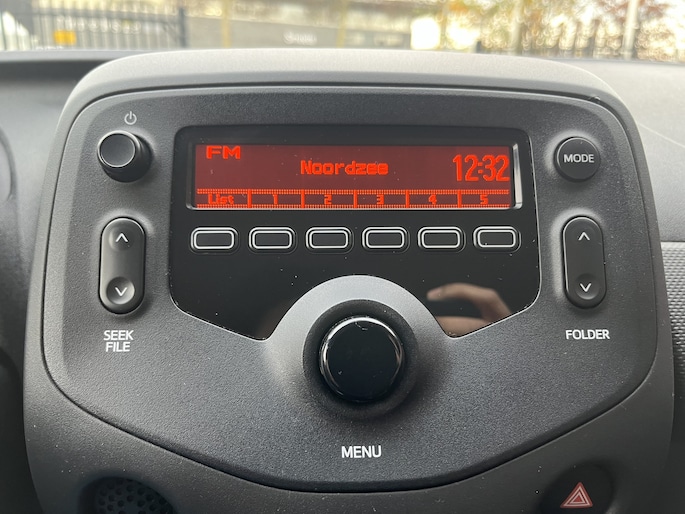 FM
Noordzee 12:32
List 1 2 3 4 5
MODE
SEEK
FILE
FOLDER
MENU